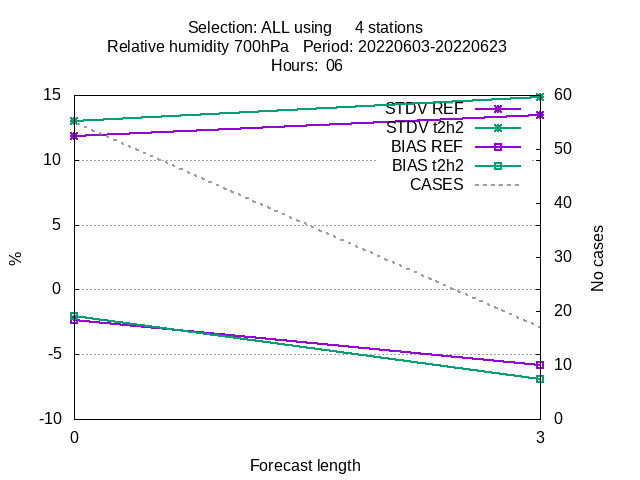 Selection: ALL using     4 stations
Relative humidity 700hPa   Period: 20220603-20220623
Hours:  06
15
60
STDV REF
STDV t2h2
BIAS REF
BIAS t2h2
CASES
10
5
0
-5
-10
50
40
30
20
10
0
%
No cases
0
3
Forecast length